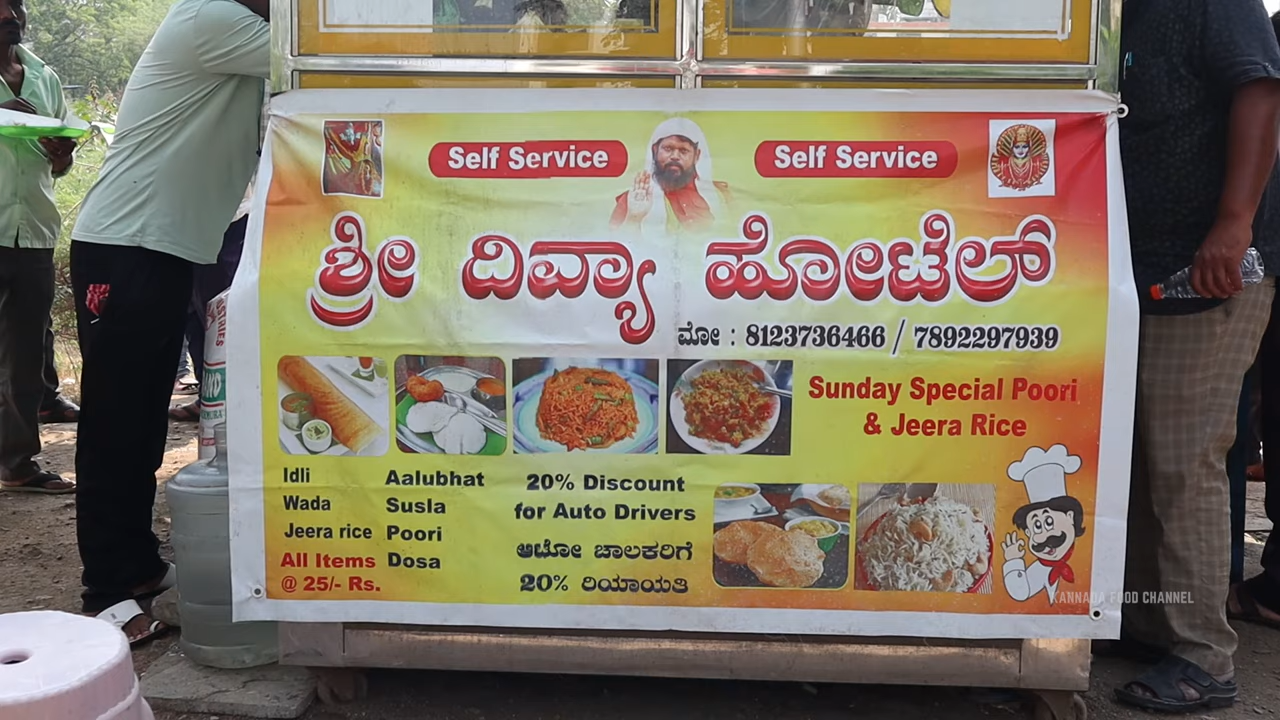 Self Service
Self Service
ಶ್ರೀ ದಿವ್ಯಾ ಹೋಟೆಲ್
ಮೋ : 8123736466 / 7892297939
Sunday Special Poori
& Jeera Rice
Idli
Wada
Jeera rice
All Items
@ 25/- Rs.
Aalubhat
Susla
Poori
Dosa
20% Discount
for Auto Drivers
ಆಟೋ ಚಾಲಕರಿಗೆ
20% ರಿಯಾಯತಿ
KANNADA FOOD CHANNEL